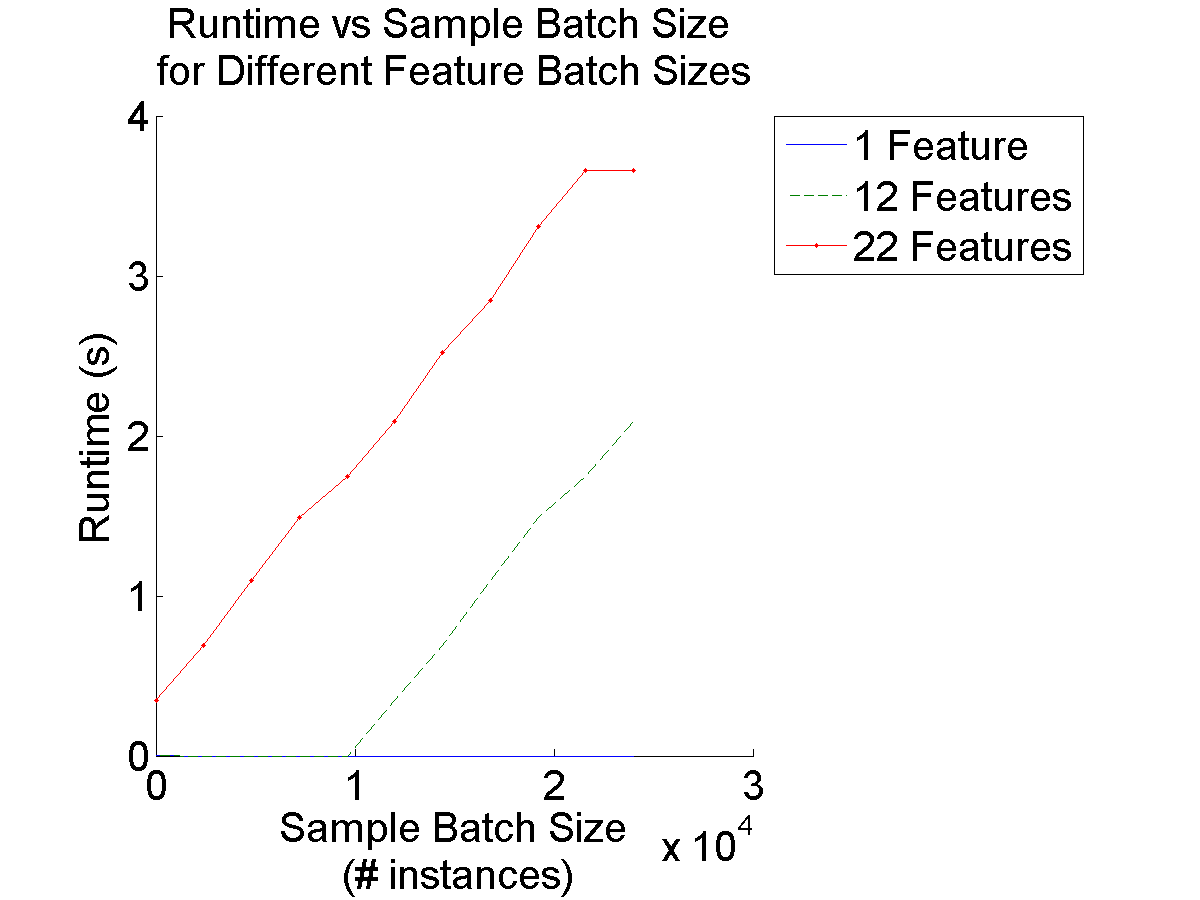 Runtime vs Sample Batch Size
for Different Feature Batch Sizes
4
3
2
1
0
Runtime (s)
0 1 2 3
x 10^4
Sample Batch Size
(# instances)
1 Feature
12 Features
22 Features